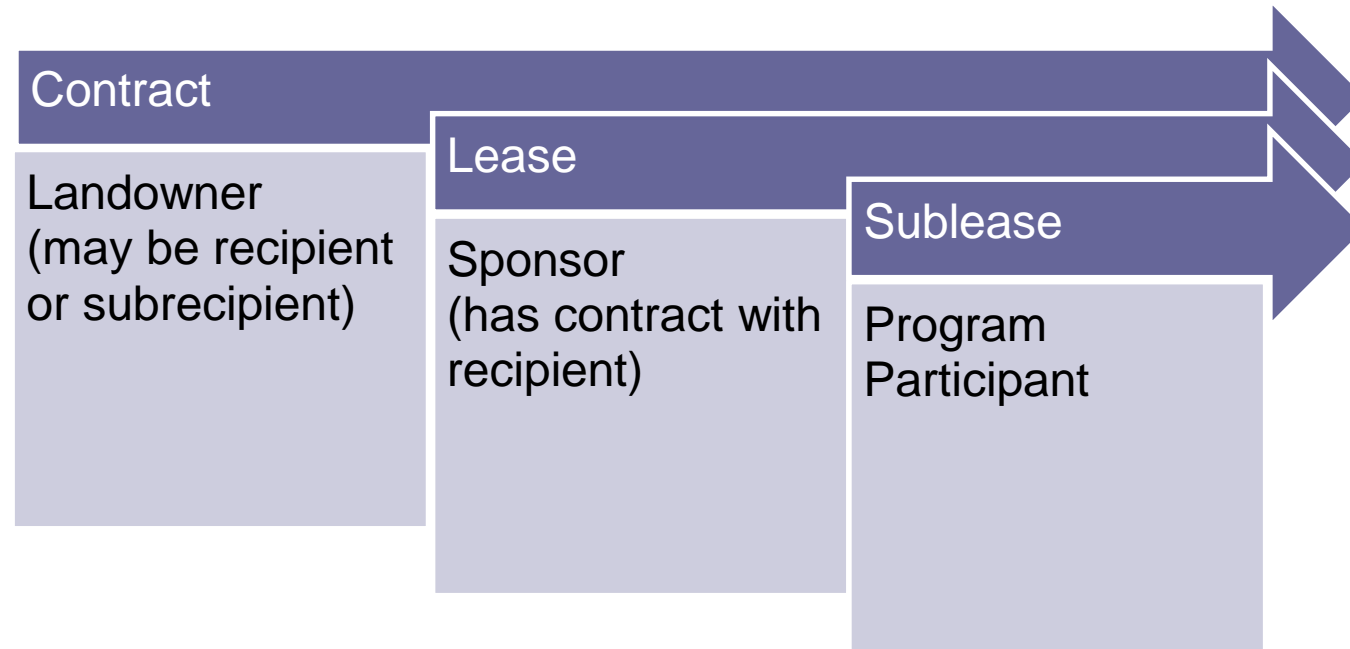 Contract
Landowner
(may be recipient
or subrecipient)
Lease
Sponsor
(has contract with
recipient)
Sublease
Program
Participant